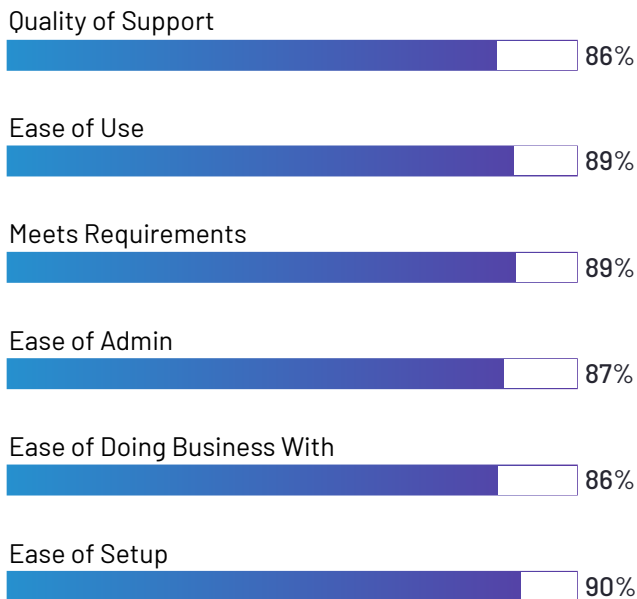 Quality of Support
86%
Ease of Use
89%
Meets Requirements
89%
Ease of Admin
87%
Ease of Doing Business With
86%
Ease of Setup
90%